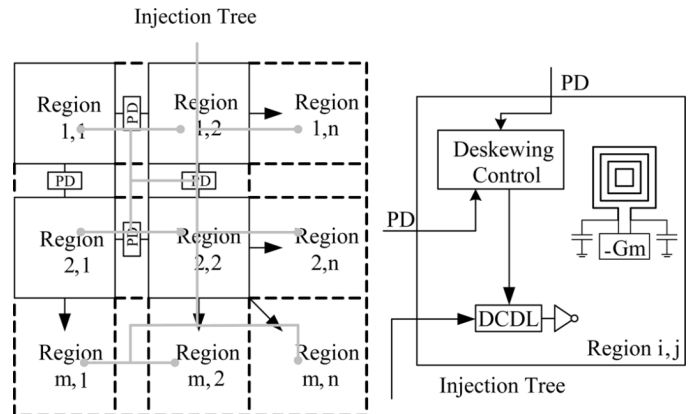 Injection Tree
Region
1,1
PD
Region
1,2
Region
1,n
PD
PD
Region
2,1
PD
Region
2,2
Region
2,n
Region
m,1
Region
m,2
Region
m,n
PD
Deskewing
Control
PD
-Gm
DCDL
Region i,j
Injection Tree